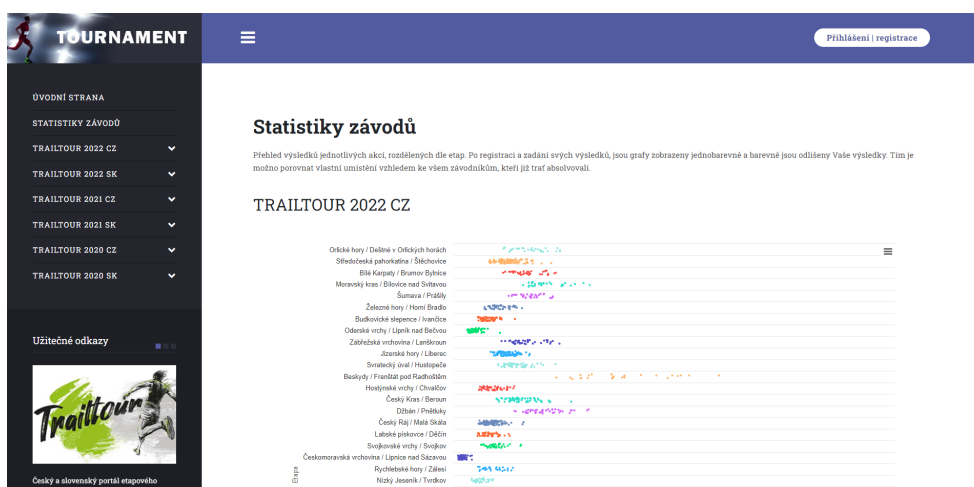 TOURNAMENT
Přihlášení | registrace
ÚVODNÍ STRANA
STATISTIKY ZÁVODŮ
TRAILTOUR 2022 CZ
TRAILTOUR 2022 SK
TRAILTOUR 2021 CZ
TRAILTOUR 2021 SK
TRAILTOUR 2020 CZ
TRAILTOUR 2020 SK
Užitečné odkazy
Trailtour
Český a slovenský portál etapového
Statistiky závodů
Přehled výsledků jednotlivých akcí, rozdělených dle etap. Po registraci a zadání svých výsledků, jsou grafy zobrazeny jednobarevně a barevně jsou odlišeny Vaše výsledky. Tím je
možno porovnat vlastní umístění vzhledem ke všem závodníkům, kteří již trať absolvovali.
TRAILTOUR 2022 CZ
Orlické hory / Deštné v Orlických horách
Středočeská pahorkatina / Štěchovice
Bílé Karpaty / Brumov Bylnice
Moravský kras / Bílovice nad Svitavou
Šumava / Prášily
Železné hory / Horní Bradlo
Budkovické slepence / Ivančice
Oderské vrchy / Lipník nad Bečvou
Zábřežská vrchovina / Lanškroun
Jizerské hory / Liberec
Svratecký úval / Hustopeče
Beskydy / Frenštát pod Radhoštěm
Hostýnské vrchy / Chvalčov
Český Kras / Beroun
Džbán / Pnětluky
Český Ráj / Malá Skála
Labské pískovce / Děčín
Svojkovské vrchy / Svojkov
Českomoravská vrchovina / Lipnice nad Sázavou
Rychlebské hory / Zálesí
Nízký Jeseník / Tvrdkov
Etapa